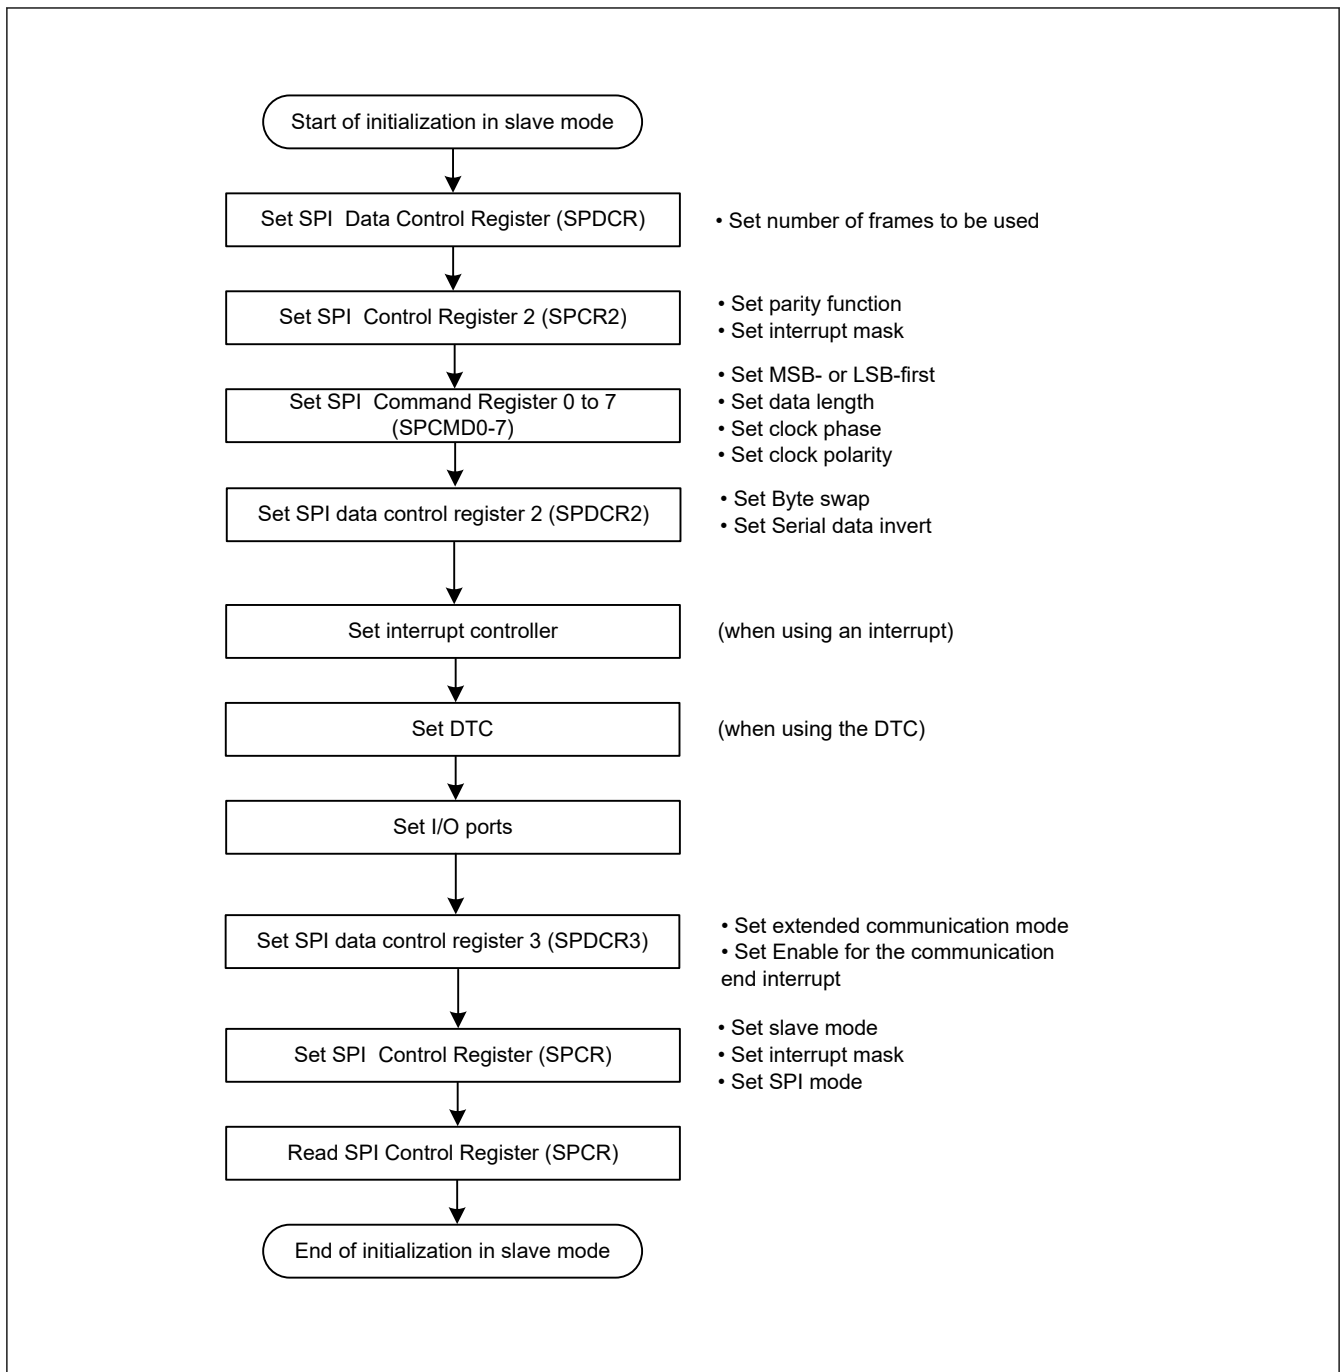 Start of initialization in slave mode
Set SPI  Data Control Register (SPDCR)
• Set number of frames to be used
Set SPI  Control Register 2 (SPCR2)
• Set parity function
• Set interrupt mask
Set SPI  Command Register 0 to 7
(SPCMD0-7)
• Set MSB- or LSB-first
• Set data length
• Set clock phase
• Set clock polarity
Set SPI data control register 2 (SPDCR2)
• Set Byte swap
• Set Serial data invert
Set interrupt controller
(when using an interrupt)
Set DTC
(when using the DTC)
Set I/O ports
Set SPI data control register 3 (SPDCR3)
• Set extended communication mode
• Set Enable for the communication
end interrupt
Set SPI  Control Register (SPCR)
• Set slave mode
• Set interrupt mask
• Set SPI mode
Read SPI Control Register (SPCR)
End of initialization in slave mode